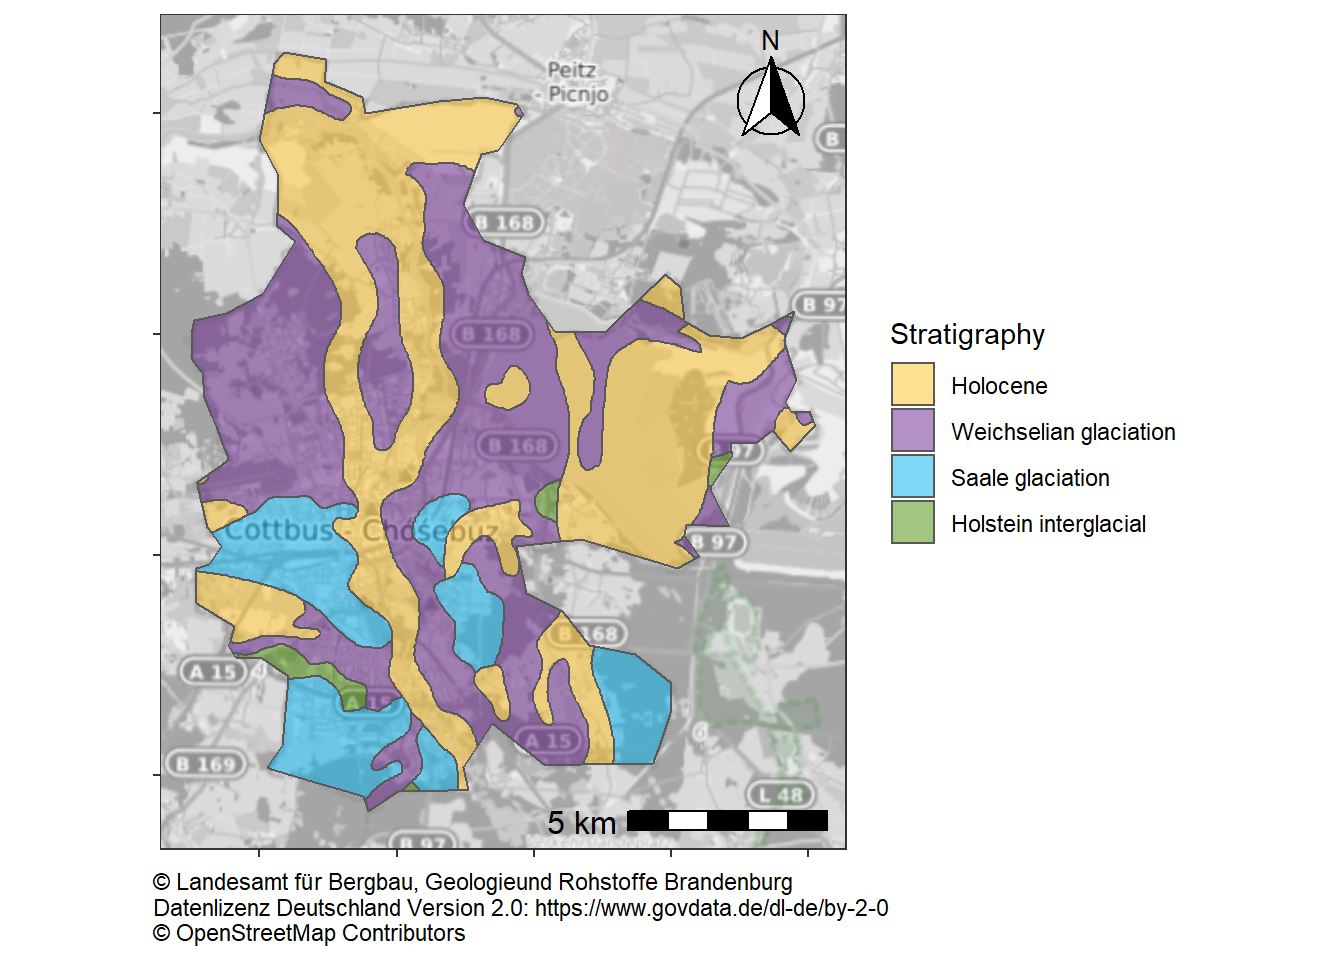 N
Peitz
- Picnjo
B
B 168
B 97
B 168
B 168
97
Cottbus - Chóśebuz
B 97
B 168
A 15
4
A 15
6
A 15
B 169
L 48
5 km
B 97
Stratigraphy
Holocene
Weichselian glaciation
Saale glaciation
Holstein interglacial
© Landesamt für Bergbau, Geologieund Rohstoffe Brandenburg
Datenlizenz Deutschland Version 2.0: https://www.govdata.de/dl-de/by-2-0
© OpenStreetMap Contributors